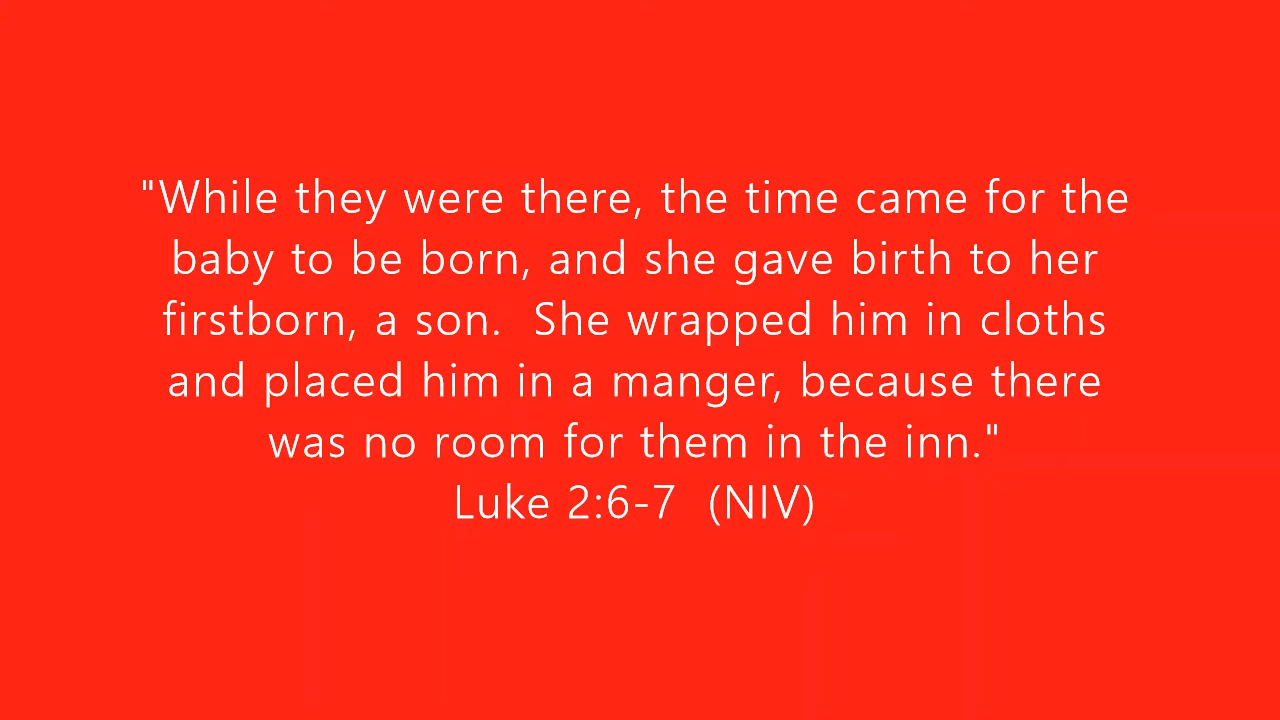 "While they were there, the time came for the
baby to be born, and she gave birth to her
firstborn, a son.  She wrapped him in cloths
and placed him in a manger, because there
was no room for them in the inn."
Luke 2:6-7  (NIV)